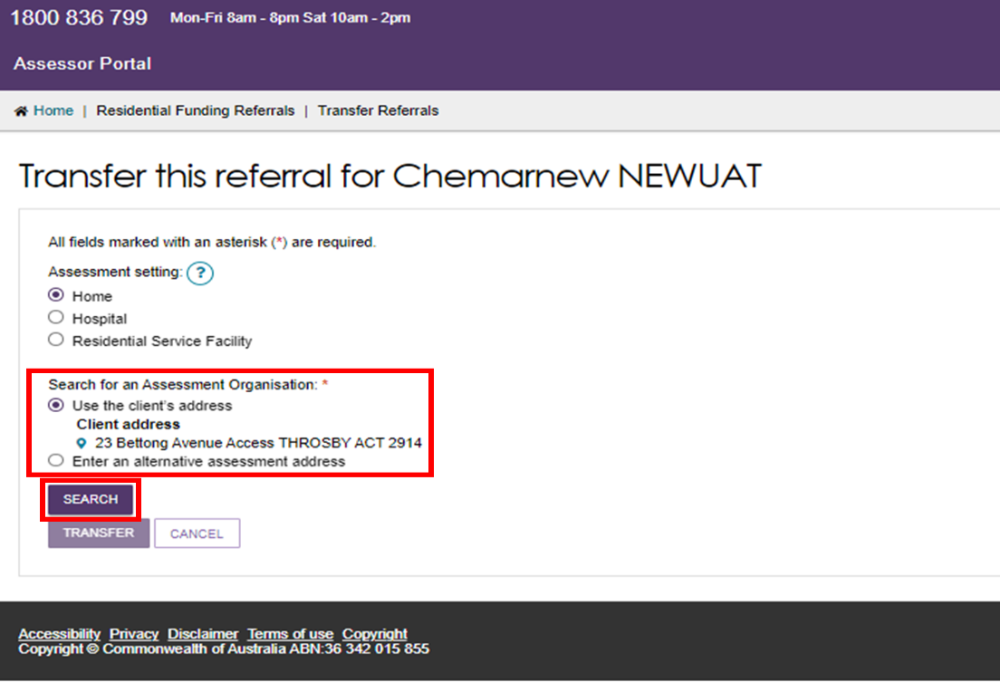 1800 836 799 Mon-Fri 8am - 8pm Sat 10am - 2pm
Assessor Portal
Home | Residential Funding Referrals | Transfer Referrals
Transfer this referral for Chemarnew NEWUAT
All fields marked with an asterisk (*) are required.
Assessment setting: ?
Home
Hospital
Residential Service Facility
Search for an Assessment Organisation: *
Use the client's address
Client address
23 Bettong Avenue Access THROSBY ACT 2914
Enter an alternative assessment address
SEARCH
TRANSFER CANCEL
Accessibility Privacy Disclaimer Terms of use Copyright
Copyright © Commonwealth of Australia ABN:36 342 015 855